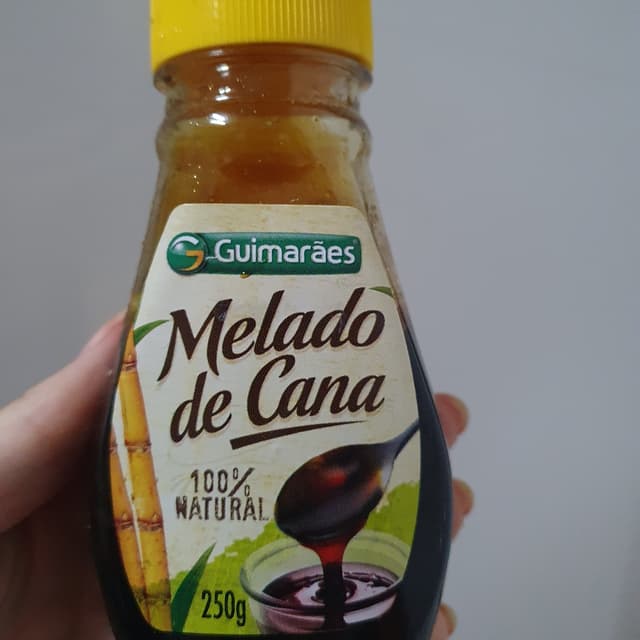 Guimarães
Melado
de Cana
100%
NATURAL
250g